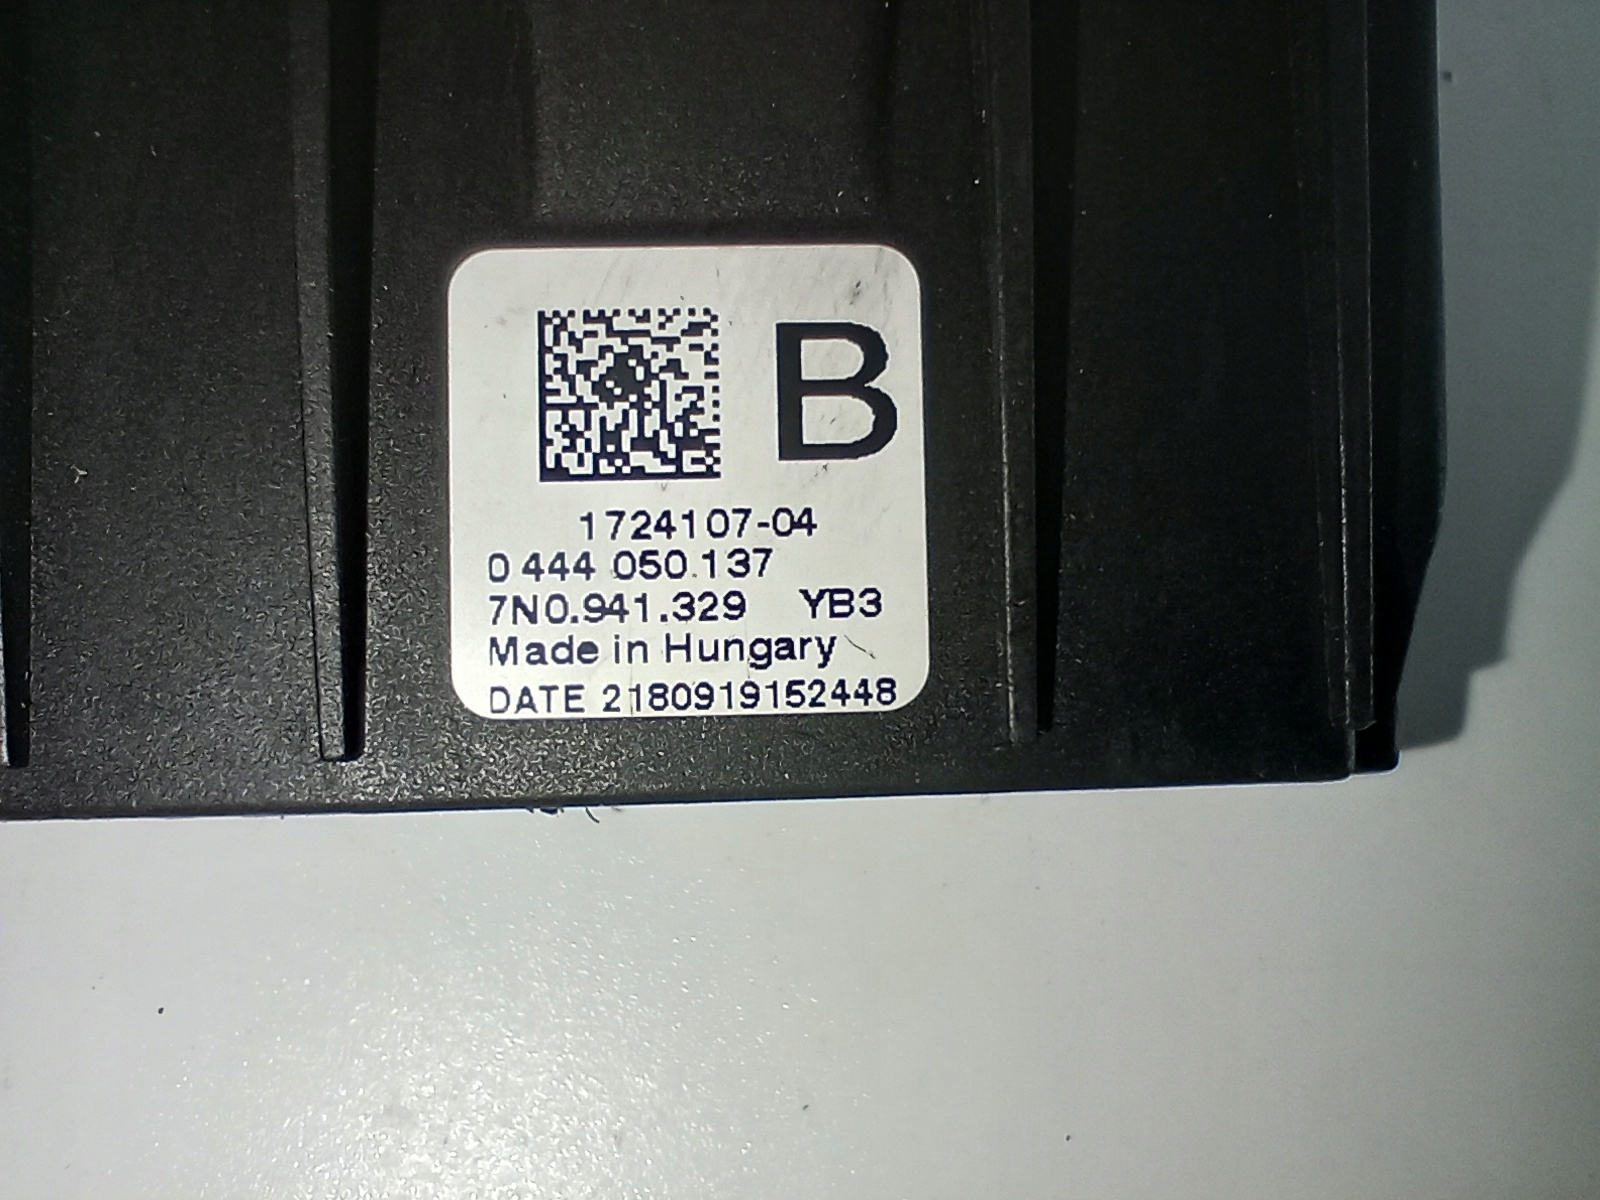 B
1724107-04
0 444 050.137
7N0.941.329 YB3
Made in Hungary
DATE 2180919152448